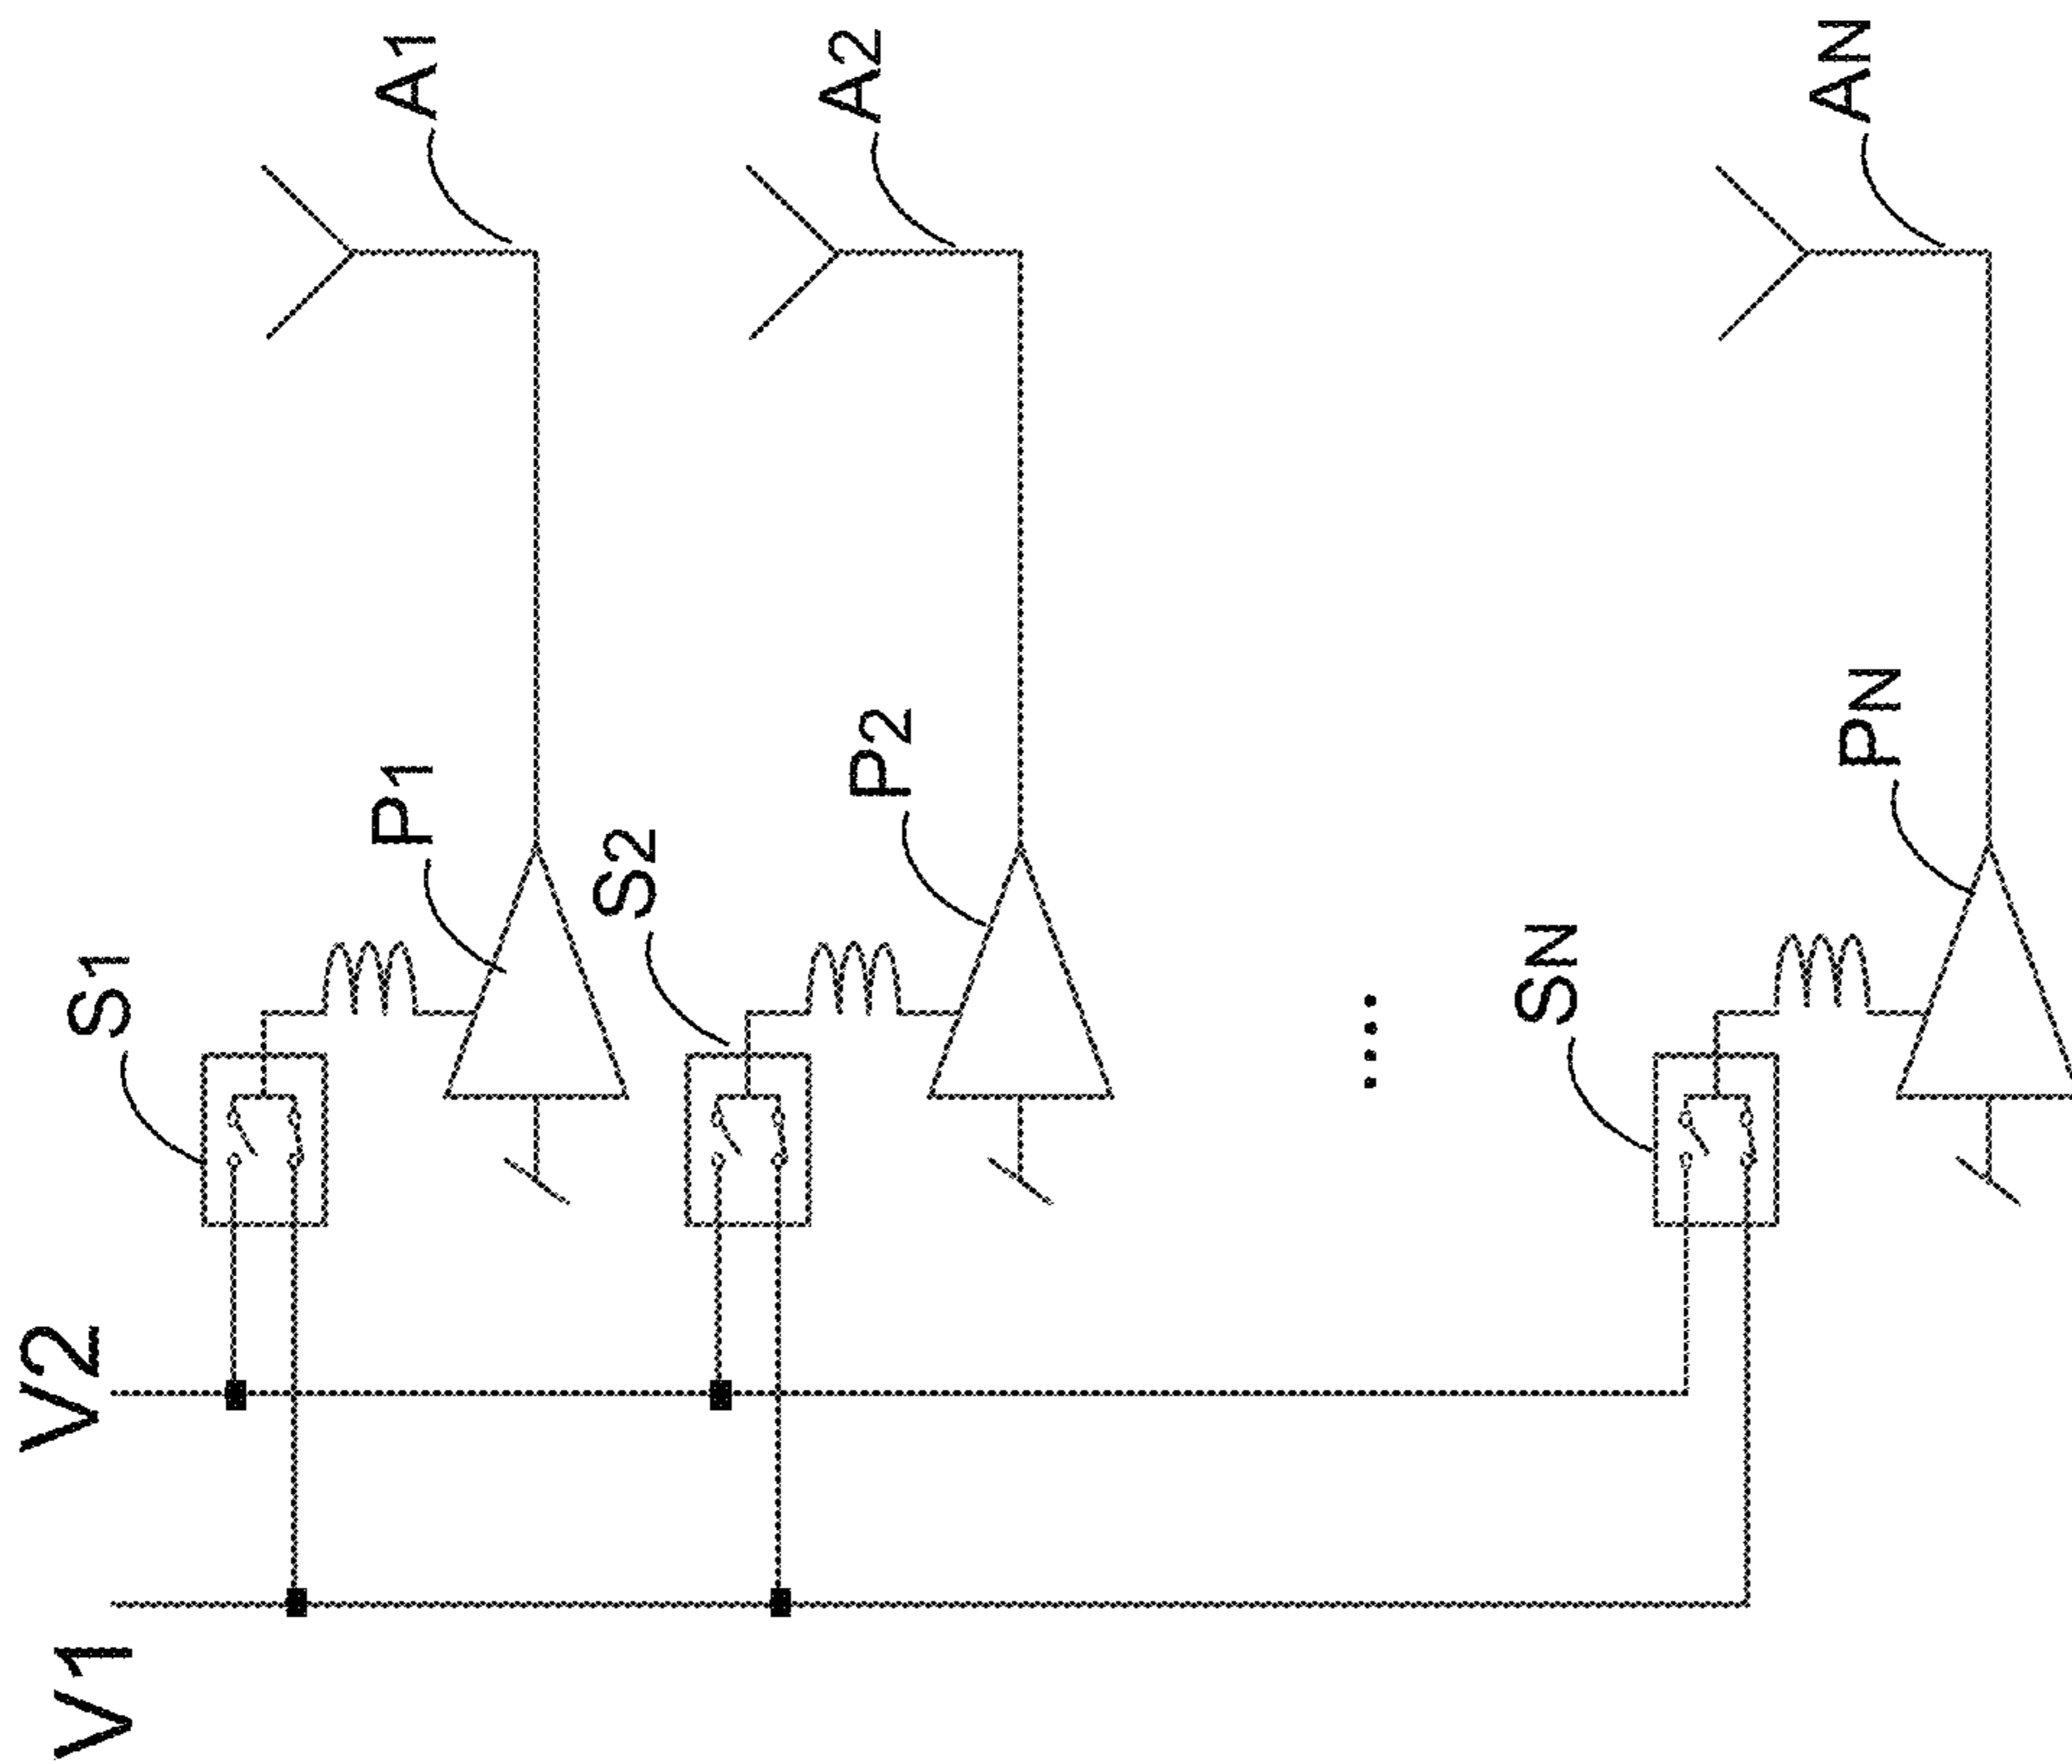 V1
V2
S1
P1
A1
S2
P2
A2
....
SN
PN
AN